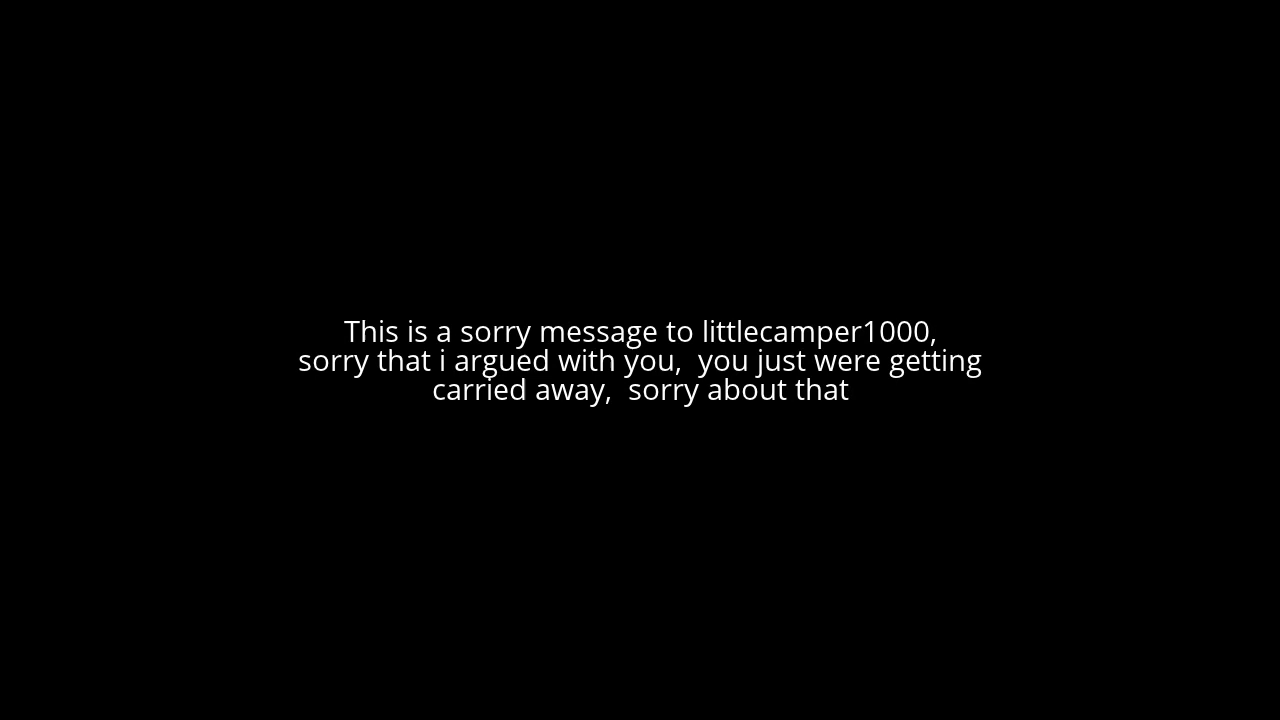 This is a sorry message to littlecamper1000,
sorry that i argued with you,  you just were getting
carried away,  sorry about that